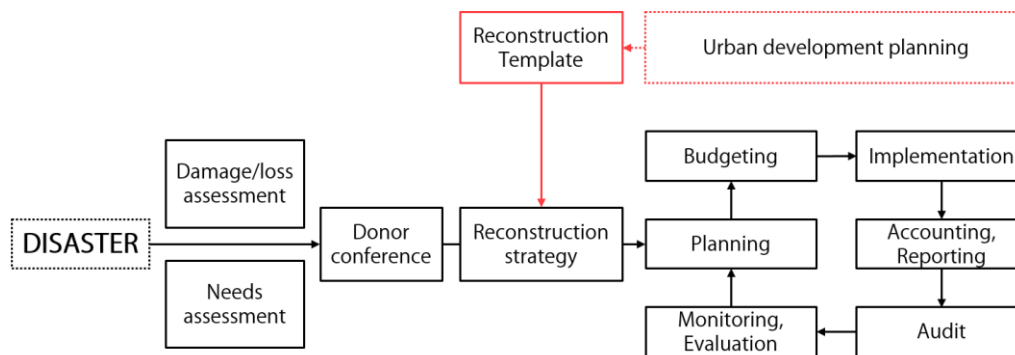 Reconstruction
Template
Urban development planning
Damage/loss
assessment
Budgeting
Implementation
DISASTER
Donor
conference
Reconstruction
strategy
Planning
Accounting,
Reporting
Needs
assessment
Monitoring,
Evaluation
Audit